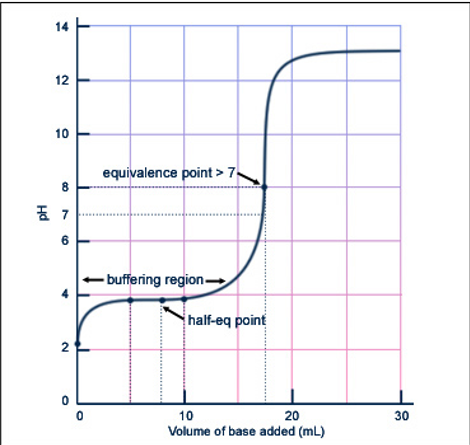 14
12
10
equivalence point > 7
8
pH
7
6
buffering region
4
half-eq point
2
0
0 10 20 30
Volume of base added (mL)